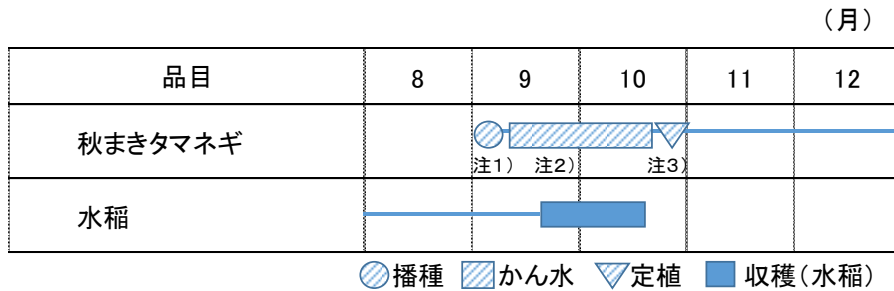 (月)
品目 8 9 10 11 12
秋まきタマネギ
注1) 注2) 注3)
水稲
播種 かん水 定植 収穫(水稲)